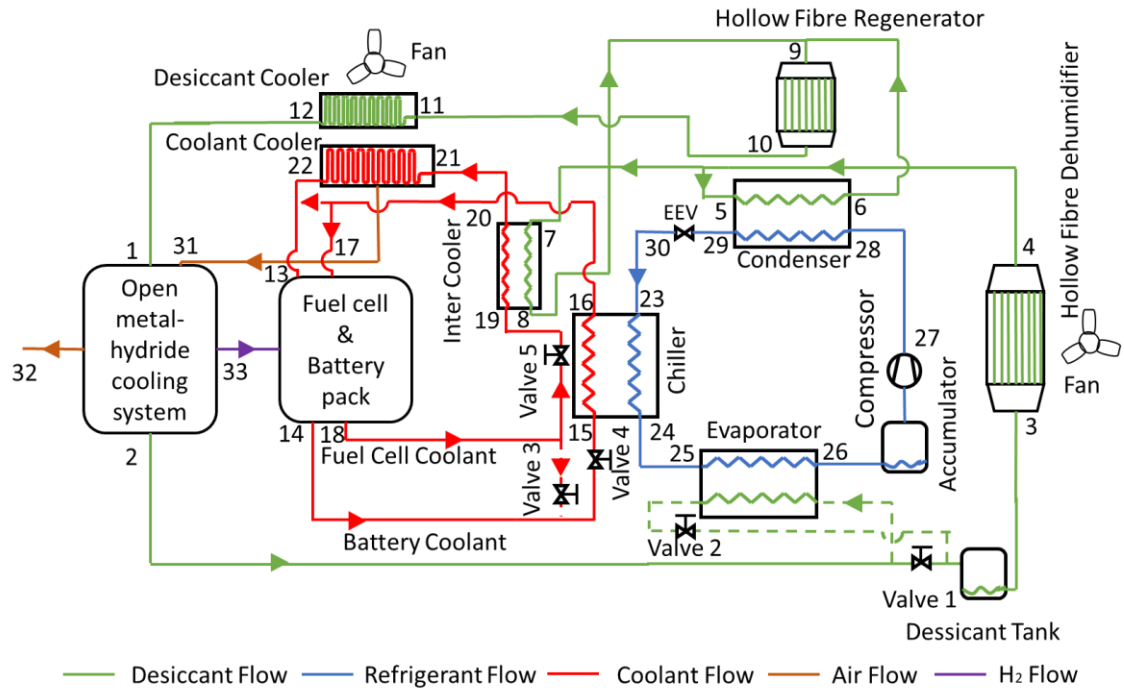 Hollow Fibre Regenerator
Fan
9
Desiccant Cooler
12
11
10
Coolant Cooler
22
21
Hollow Fibre Dehumidifier
5
6
EEV
20
7
30
29
28
Condenser
4
1
31
17
13
Inter Cooler
16
23
Open
metal-
hydride
cooling
system
Fuel cell
&
Battery
pack
19
8
Valve 5
Chiller
Compressor
27
Fan
32
33
14
18
15
24
3
2
Fuel Cell Coolant
Valve 3
Valve 4
Evaporator
25
26
Accumulator
Battery Coolant
Valve 2
Valve 1
Dessicant Tank
Desiccant Flow
Refrigerant Flow
Coolant Flow
Air Flow
H₂ Flow